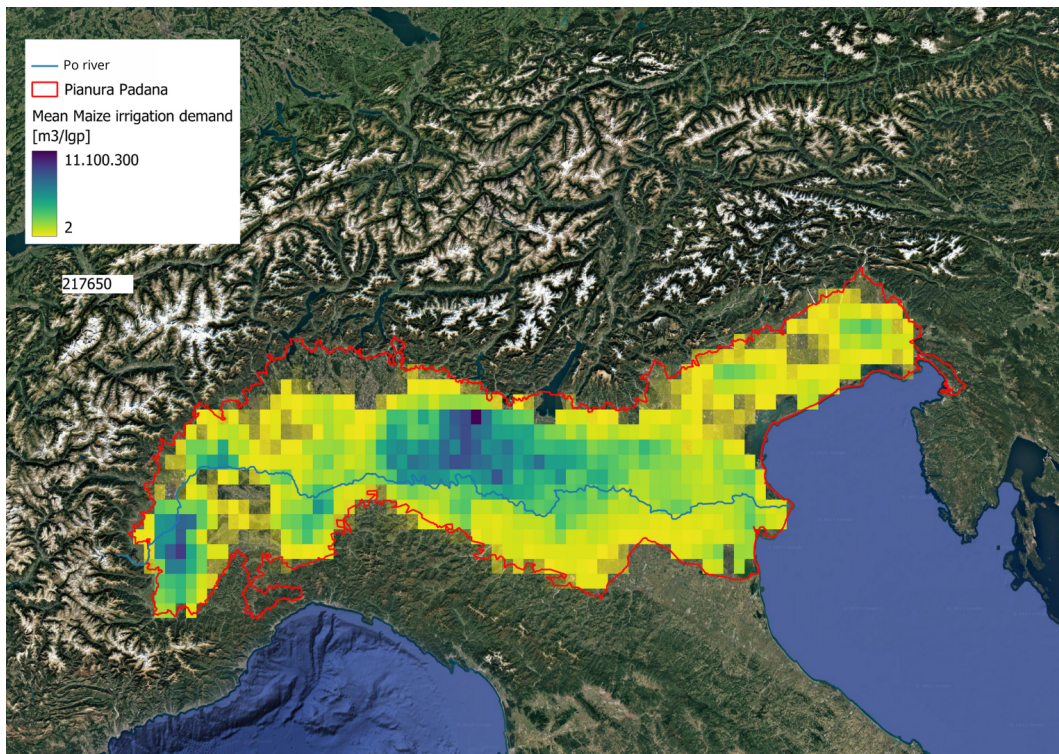 Po river
Pianura Padana
Mean Maize irrigation demand
[m3/lgp]
11.100.300
2
217650